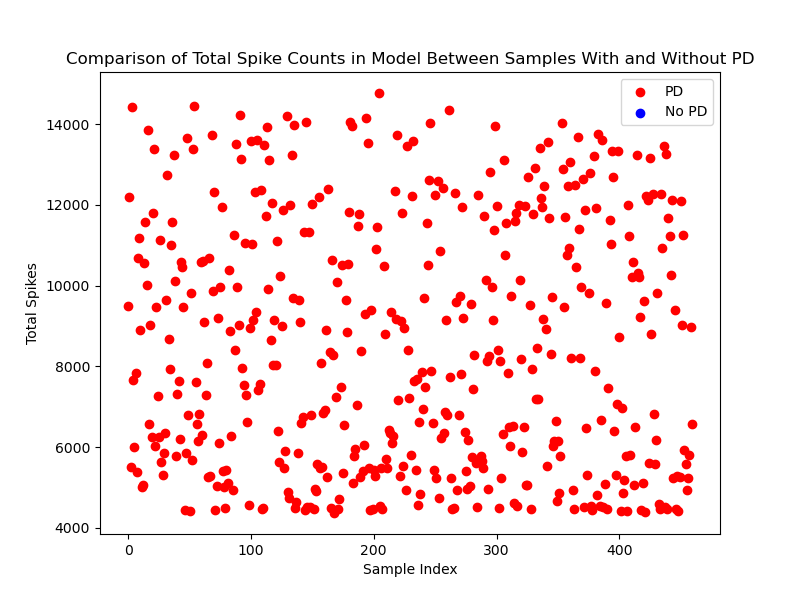 Comparison of Total Spike Counts in Model Between Samples With and Without PD
PD
No PD
Total Spikes
14000
12000
10000
8000
6000
4000
0 100 200 300 400
Sample Index